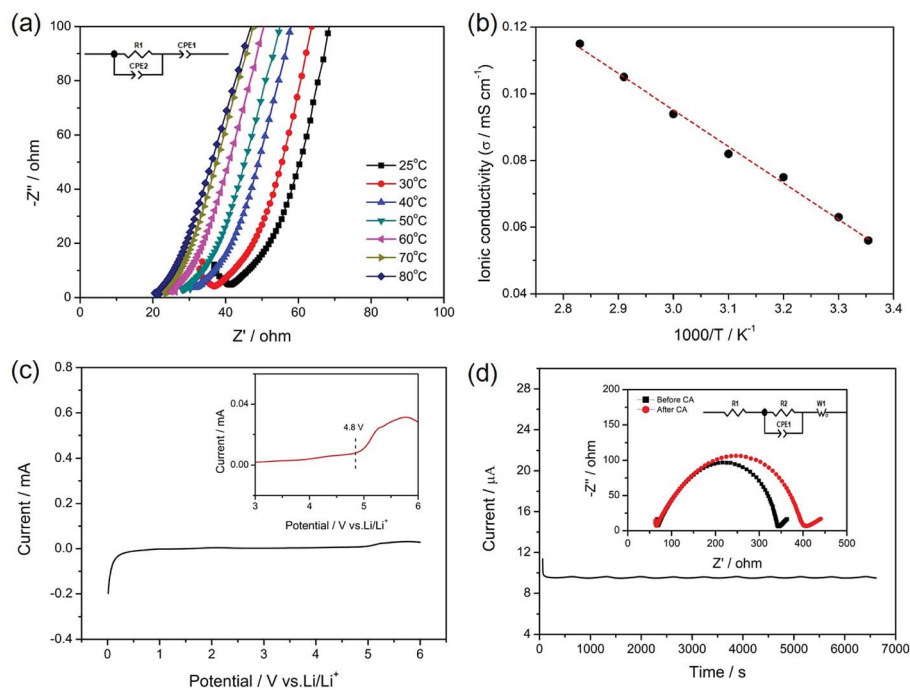 (a)
R1
CPE1
CPE2
100
80
60
40
20
0
-Z" / ohm
0
20
40
60
80
100
Z' / ohm
25°C
30°C
40°C
50°C
60°C
70°C
80°C
(b)
0.12
0.10
0.08
0.06
0.04
Ionic conductivity (σ / mS cm⁻¹)
2.8
2.9
3.0
3.1
3.2
3.3
3.4
1000/T / K⁻¹
(c)
0.8
0.6
0.4
0.2
0.0
-0.2
-0.4
Current / mA
0
1
2
3
4
5
6
Potential / V vs.Li/Li⁺
0.04
0.00
Current / mA
4.8 V
3
4
5
6
Potential / V vs.Li/Li⁺
(d)
28
24
20
16
12
8
4
Current / μA
0
1000
2000
3000
4000
5000
6000
7000
Time / s
200
150
100
50
0
-Z" / ohm
Before CA
After CA
R1
R2
W1
CPE1
0
100
200
300
400
500
Z' / ohm